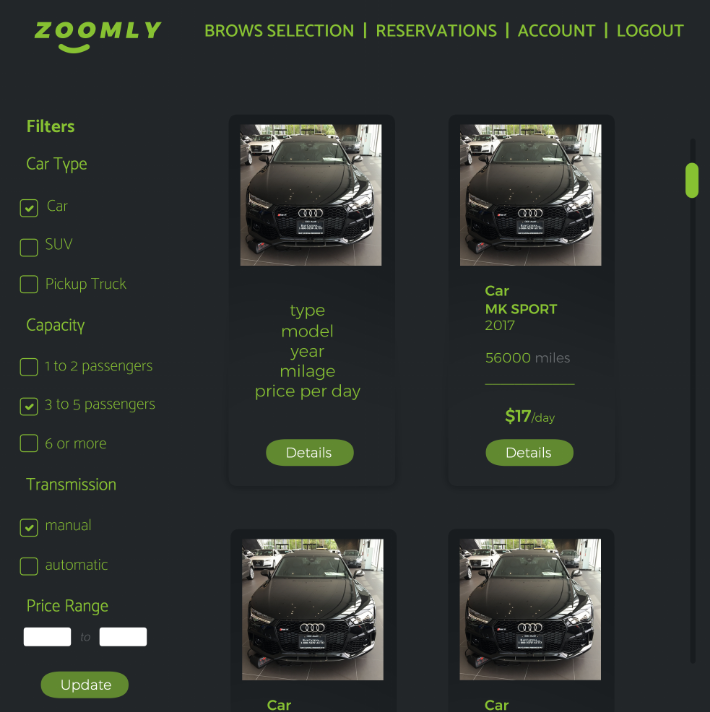 ZOOMLY
BROWS SELECTION | RESERVATIONS | ACCOUNT | LOGOUT
Filters
Car Type
Car
SUV
Pickup Truck
Capacity
1 to 2 passengers
3 to 5 passengers
6 or more
Transmission
manual
automatic
Price Range
to
Update
type
model
year
milage
price per day
Details
Car
MK SPORT
2017
56000 miles
$17/day
Details
Car
Car